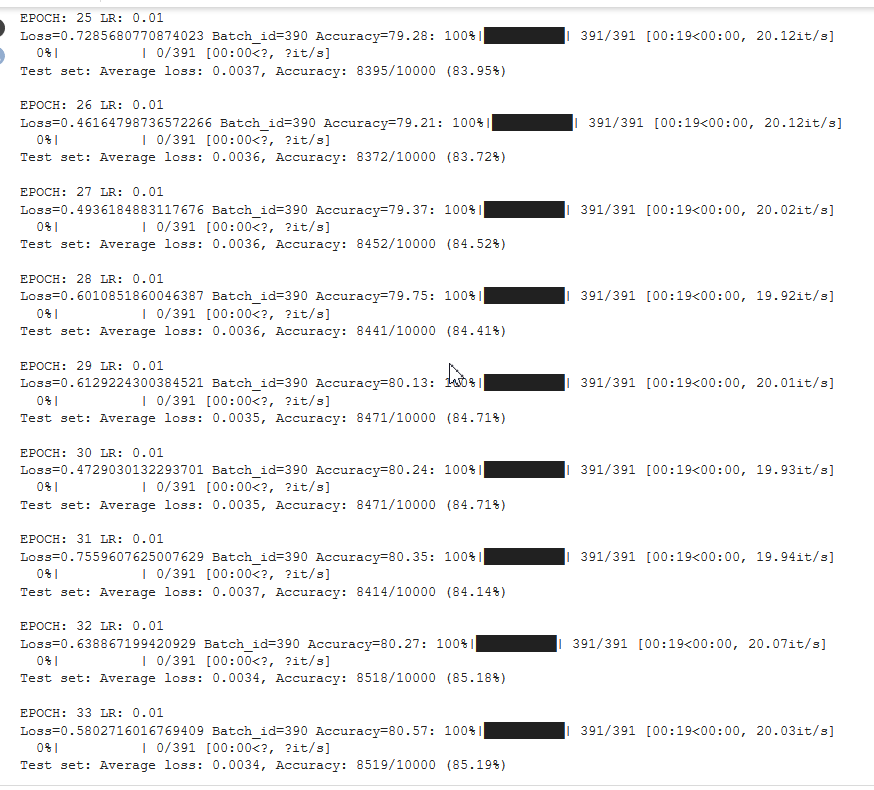 EPOCH: 25 LR: 0.01
Loss=0.7285680770874023 Batch_id=390 Accuracy=79.28: 100%|██████████| 391/391 [00:19<00:00, 20.12it/s]
0%| | 0/391 [00:00<?, ?it/s]
Test set: Average loss: 0.0037, Accuracy: 8395/10000 (83.95%)
EPOCH: 26 LR: 0.01
Loss=0.46164798736572266 Batch_id=390 Accuracy=79.21: 100%|██████████| 391/391 [00:19<00:00, 20.12it/s]
0%| | 0/391 [00:00<?, ?it/s]
Test set: Average loss: 0.0036, Accuracy: 8372/10000 (83.72%)
EPOCH: 27 LR: 0.01
Loss=0.4936184883117676 Batch_id=390 Accuracy=79.37: 100%|██████████| 391/391 [00:19<00:00, 20.02it/s]
0%| | 0/391 [00:00<?, ?it/s]
Test set: Average loss: 0.0036, Accuracy: 8452/10000 (84.52%)
EPOCH: 28 LR: 0.01
Loss=0.6010851860046387 Batch_id=390 Accuracy=79.75: 100%|██████████| 391/391 [00:19<00:00, 19.92it/s]
0%| | 0/391 [00:00<?, ?it/s]
Test set: Average loss: 0.0036, Accuracy: 8441/10000 (84.41%)
EPOCH: 29 LR: 0.01
Loss=0.6129224300384521 Batch_id=390 Accuracy=80.13: 100%|██████████| 391/391 [00:19<00:00, 20.01it/s]
0%| | 0/391 [00:00<?, ?it/s]
Test set: Average loss: 0.0035, Accuracy: 8471/10000 (84.71%)
EPOCH: 30 LR: 0.01
Loss=0.4729030132293701 Batch_id=390 Accuracy=80.24: 100%|██████████| 391/391 [00:19<00:00, 19.93it/s]
0%| | 0/391 [00:00<?, ?it/s]
Test set: Average loss: 0.0035, Accuracy: 8471/10000 (84.71%)
EPOCH: 31 LR: 0.01
Loss=0.7559607625007629 Batch_id=390 Accuracy=80.35: 100%|██████████| 391/391 [00:19<00:00, 19.94it/s]
0%| | 0/391 [00:00<?, ?it/s]
Test set: Average loss: 0.0037, Accuracy: 8414/10000 (84.14%)
EPOCH: 32 LR: 0.01
Loss=0.638867199420929 Batch_id=390 Accuracy=80.27: 100%|██████████| 391/391 [00:19<00:00, 20.07it/s]
0%| | 0/391 [00:00<?, ?it/s]
Test set: Average loss: 0.0034, Accuracy: 8518/10000 (85.18%)
EPOCH: 33 LR: 0.01
Loss=0.5802716016769409 Batch_id=390 Accuracy=80.57: 100%|██████████| 391/391 [00:19<00:00, 20.03it/s]
0%| | 0/391 [00:00<?, ?it/s]
Test set: Average loss: 0.0034, Accuracy: 8519/10000 (85.19%)